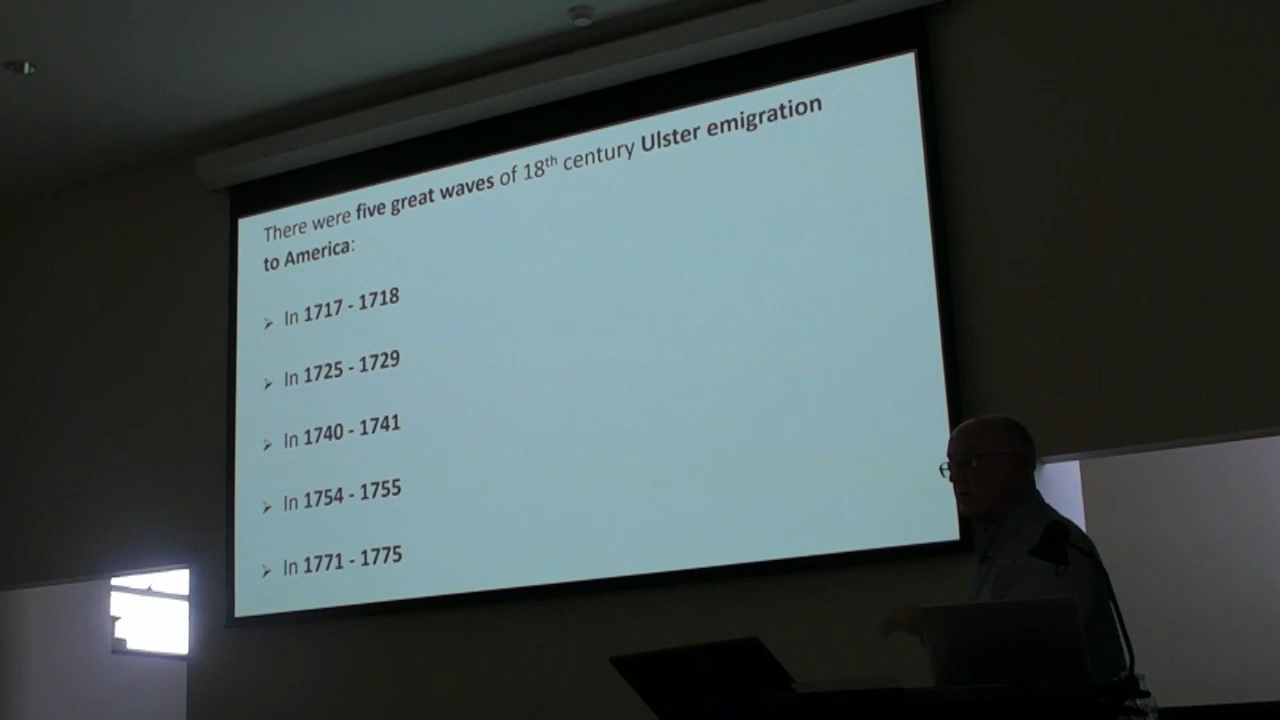 There were five great waves of 18th century Ulster emigration
to America:
➢ In 1717 - 1718
➢ In 1725 - 1729
➢ In 1740 - 1741
➢ In 1754 - 1755
➢ In 1771 - 1775